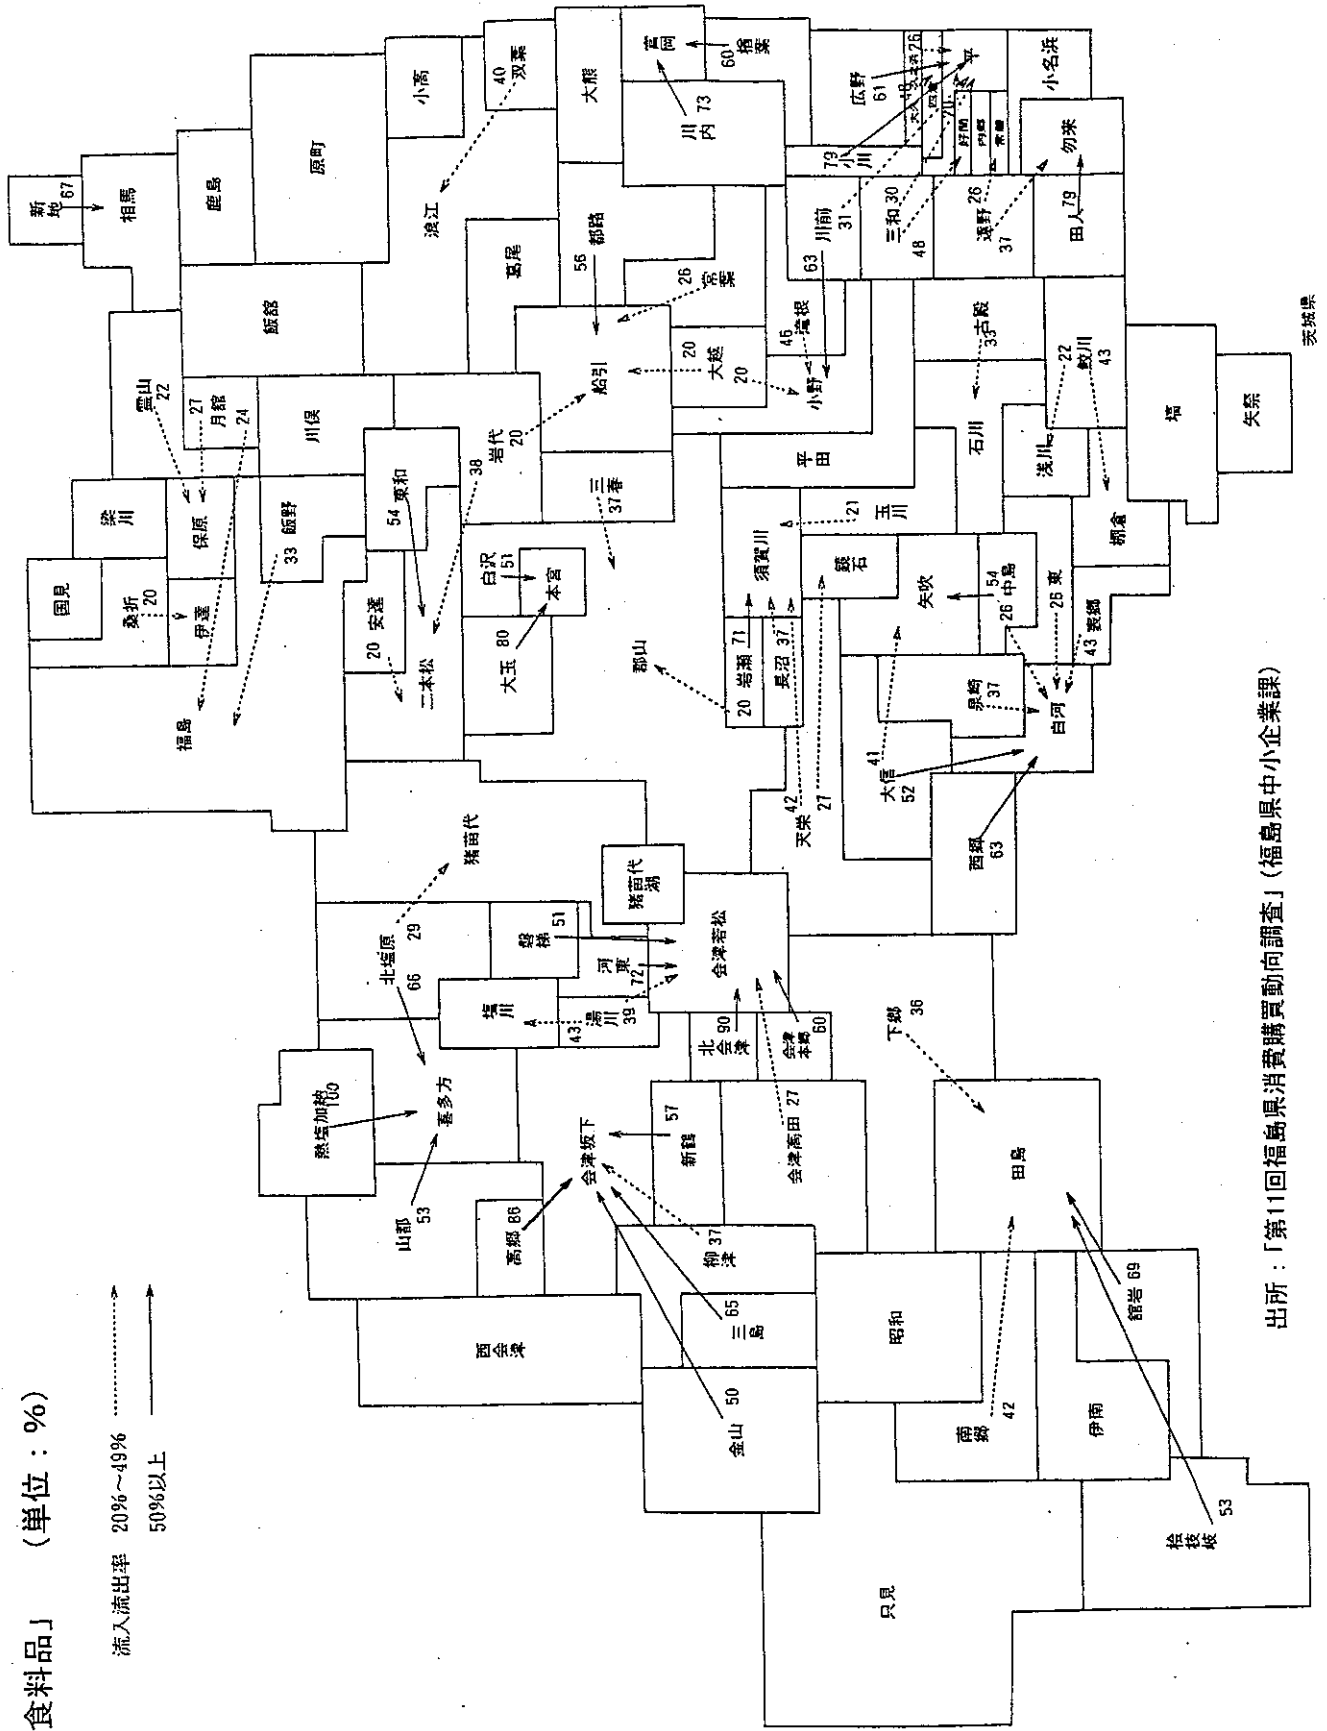 食料品」　（単位：％）
流入流出率　20％～49％
50％以上
新地 67
相馬
鹿島
原町
小高
双葉 40
浪江
大熊
富岡
楢葉 60
川内 73
広野 61
飯舘
葛尾
都路 56
常葉 26
船引
大越 20 20
滝根 46
小野
川前 63 31
小川 79
三和 30 48
好間
内郷
常磐
四倉
平
小名浜
勿来
遠野 26 37
田人 79
霊山 22
月舘 27 24
川俣
梁川
保原
国見
桑折 20
伊達
飯野 33
福島
東和 54
岩代 20 38
安達 20
二本松
白沢 51
本宮
大玉 80
三春 37
郡山
平田
古殿 33
石川
玉川 21
須賀川
鏡石
岩瀬 71 20
長沼 37
天栄 42 27
矢吹
中島 54 26
浅川
鮫川 22 43
塙
矢祭
棚倉
東 26
表郷 43
泉崎 37
白河
大信 41 52
西郷 63
猪苗代
猪苗代湖
北塩原 29 66
磐梯 51
河東 72
会津若松
塩川
湯川 43 39
北会津 90
会津本郷 60
熱塩加納 100
喜多方
山都 53
高郷 86
会津坂下
新鶴 57
会津高田 27
柳津 37
西会津
三島 65
金山 50
昭和
下郷 36
田島
南郷 42
伊南
舘岩 69
桧枝岐 53
只見
茨城県
出所：「第11回福島県消費購買動向調査」（福島県中小企業課）